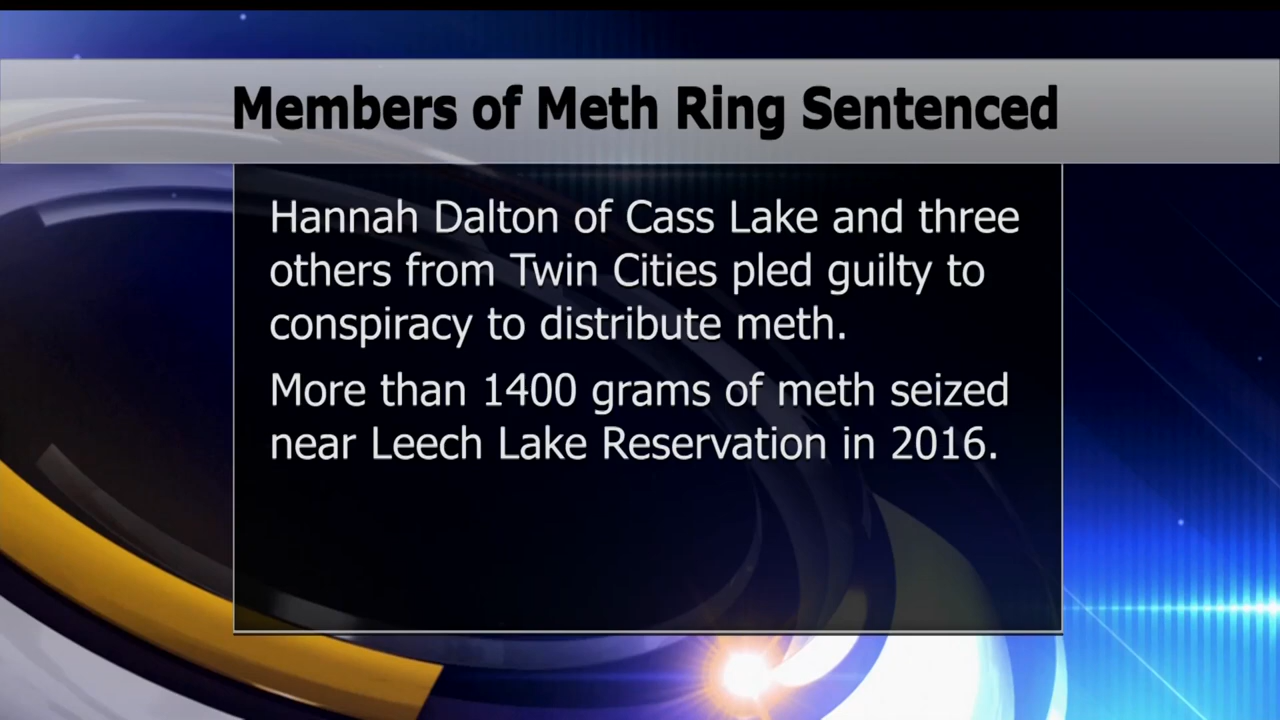 Members of Meth Ring Sentenced
Hannah Dalton of Cass Lake and three
others from Twin Cities pled guilty to
conspiracy to distribute meth.
More than 1400 grams of meth seized
near Leech Lake Reservation in 2016.